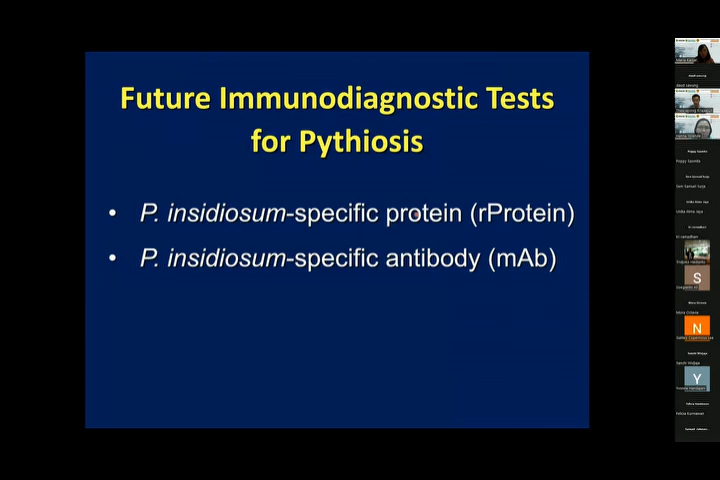 Future Immunodiagnostic Tests
for Pythiosis
• P. insidiosum-specific protein (rProtein)
• P. insidiosum-specific antibody (mAb)
S
N
Y